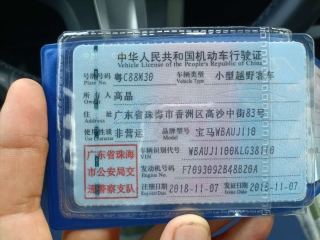 中华人民共和国机动车行驶证
Vehicle License of the People's Republic of China
号牌号码 粤C88M30 车辆类型 小型越野客车
Plate No. Vehicle Type
所有人 高晶
Owner
住址 广东省珠海市香洲区高沙中街83号
Address
使用性质 非营运 品牌型号 宝马WBAUJ110
车辆识别代号
VIN
广东省珠海
市公安局交
通警察支队
发动机号码
Engine No.
注册日期 2018-11-07 发证日期 2018-11-07
Register Date Issue Date